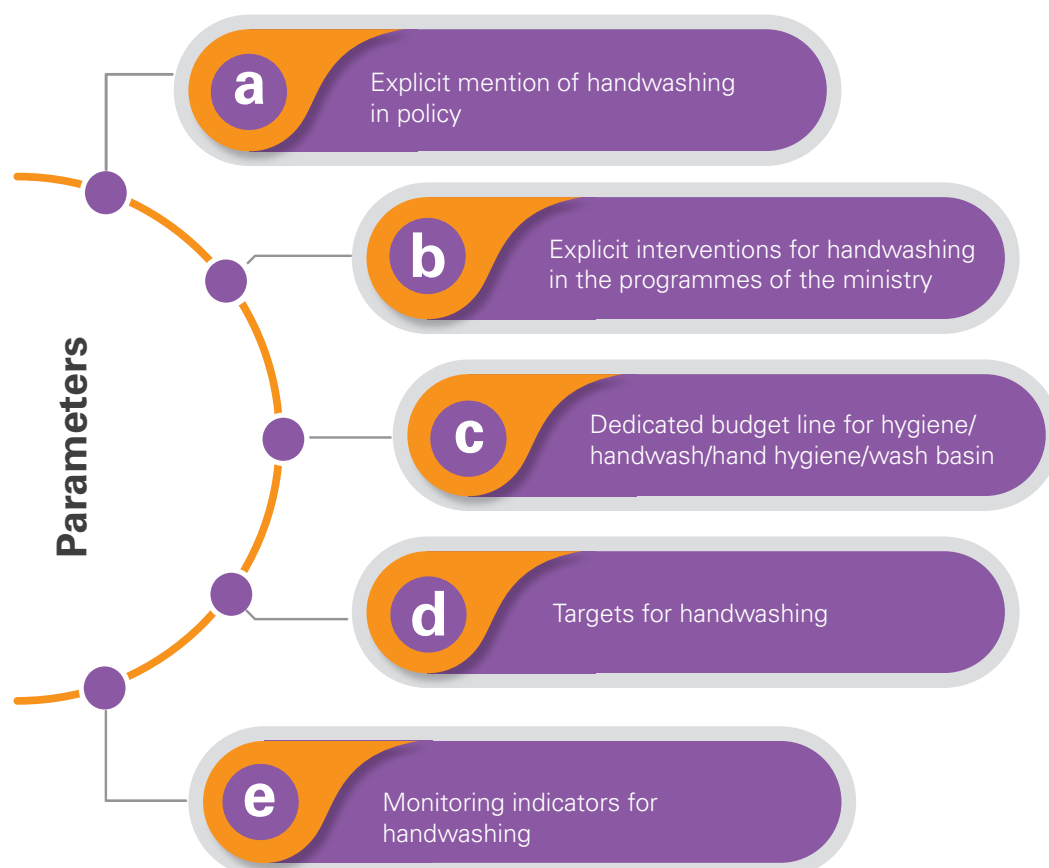 Parameters
a
Explicit mention of handwashing
in policy
b
Explicit interventions for handwashing
in the programmes of the ministry
c
Dedicated budget line for hygiene/
handwash/hand hygiene/wash basin
d
Targets for handwashing
e
Monitoring indicators for
handwashing